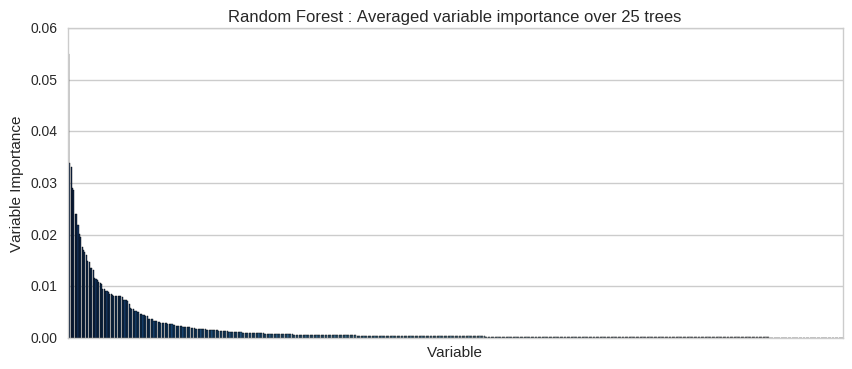 Random Forest : Averaged variable importance over 25 trees
0.06
0.05
0.04
0.03
0.02
0.01
0.00
Variable Importance
Variable